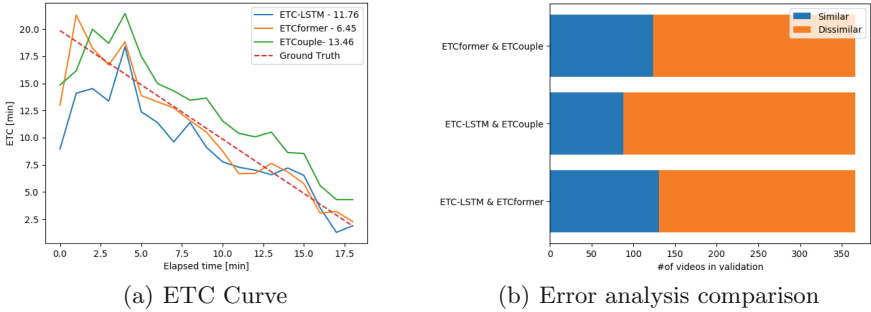 20.0
17.5
15.0
12.5
10.0
7.5
5.0
2.5
ETC [min]
ETC-LSTM - 11.76
ETCformer - 6.45
ETCouple- 13.46
Ground Truth
0.0 2.5 5.0 7.5 10.0 12.5 15.0 17.5
Elapsed time [min]
(a) ETC Curve
Similar
Dissimilar
ETCformer & ETCouple
ETC-LSTM & ETCouple
ETC-LSTM & ETCformer
0 50 100 150 200 250 300 350
#of videos in validation
(b) Error analysis comparison